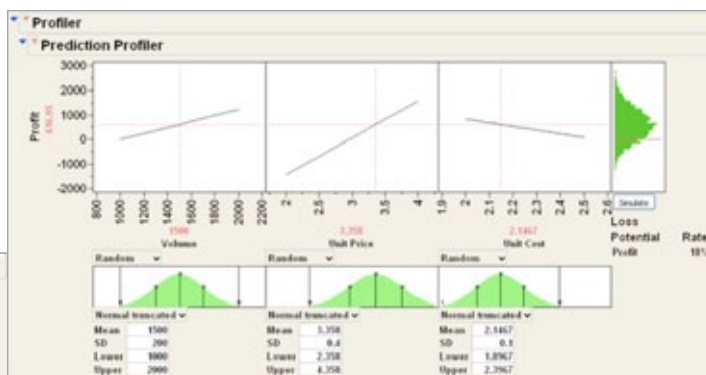 Profiler
Prediction Profiler
Profit
3000
2000
1000
0
-1000
-2000
800 1000 1200 1400 1600 1800 2000 2200
2 2.5 3 3.5 4
1.9 2 2.1 2.2 2.3 2.4 2.5 2.6
1500 3.358 2.1467
Volume Unit Price Unit Cost
Simulate
Loss
Potential Rate
Profit 18%
Random Random Random
Normal truncated Normal truncated Normal truncated
Mean 1500 Mean 3.358 Mean 2.1467
SD 200 SD 0.4 SD 0.1
Lower 1000 Lower 2.358 Lower 1.8967
Upper 2000 Upper 4.358 Upper 2.3967